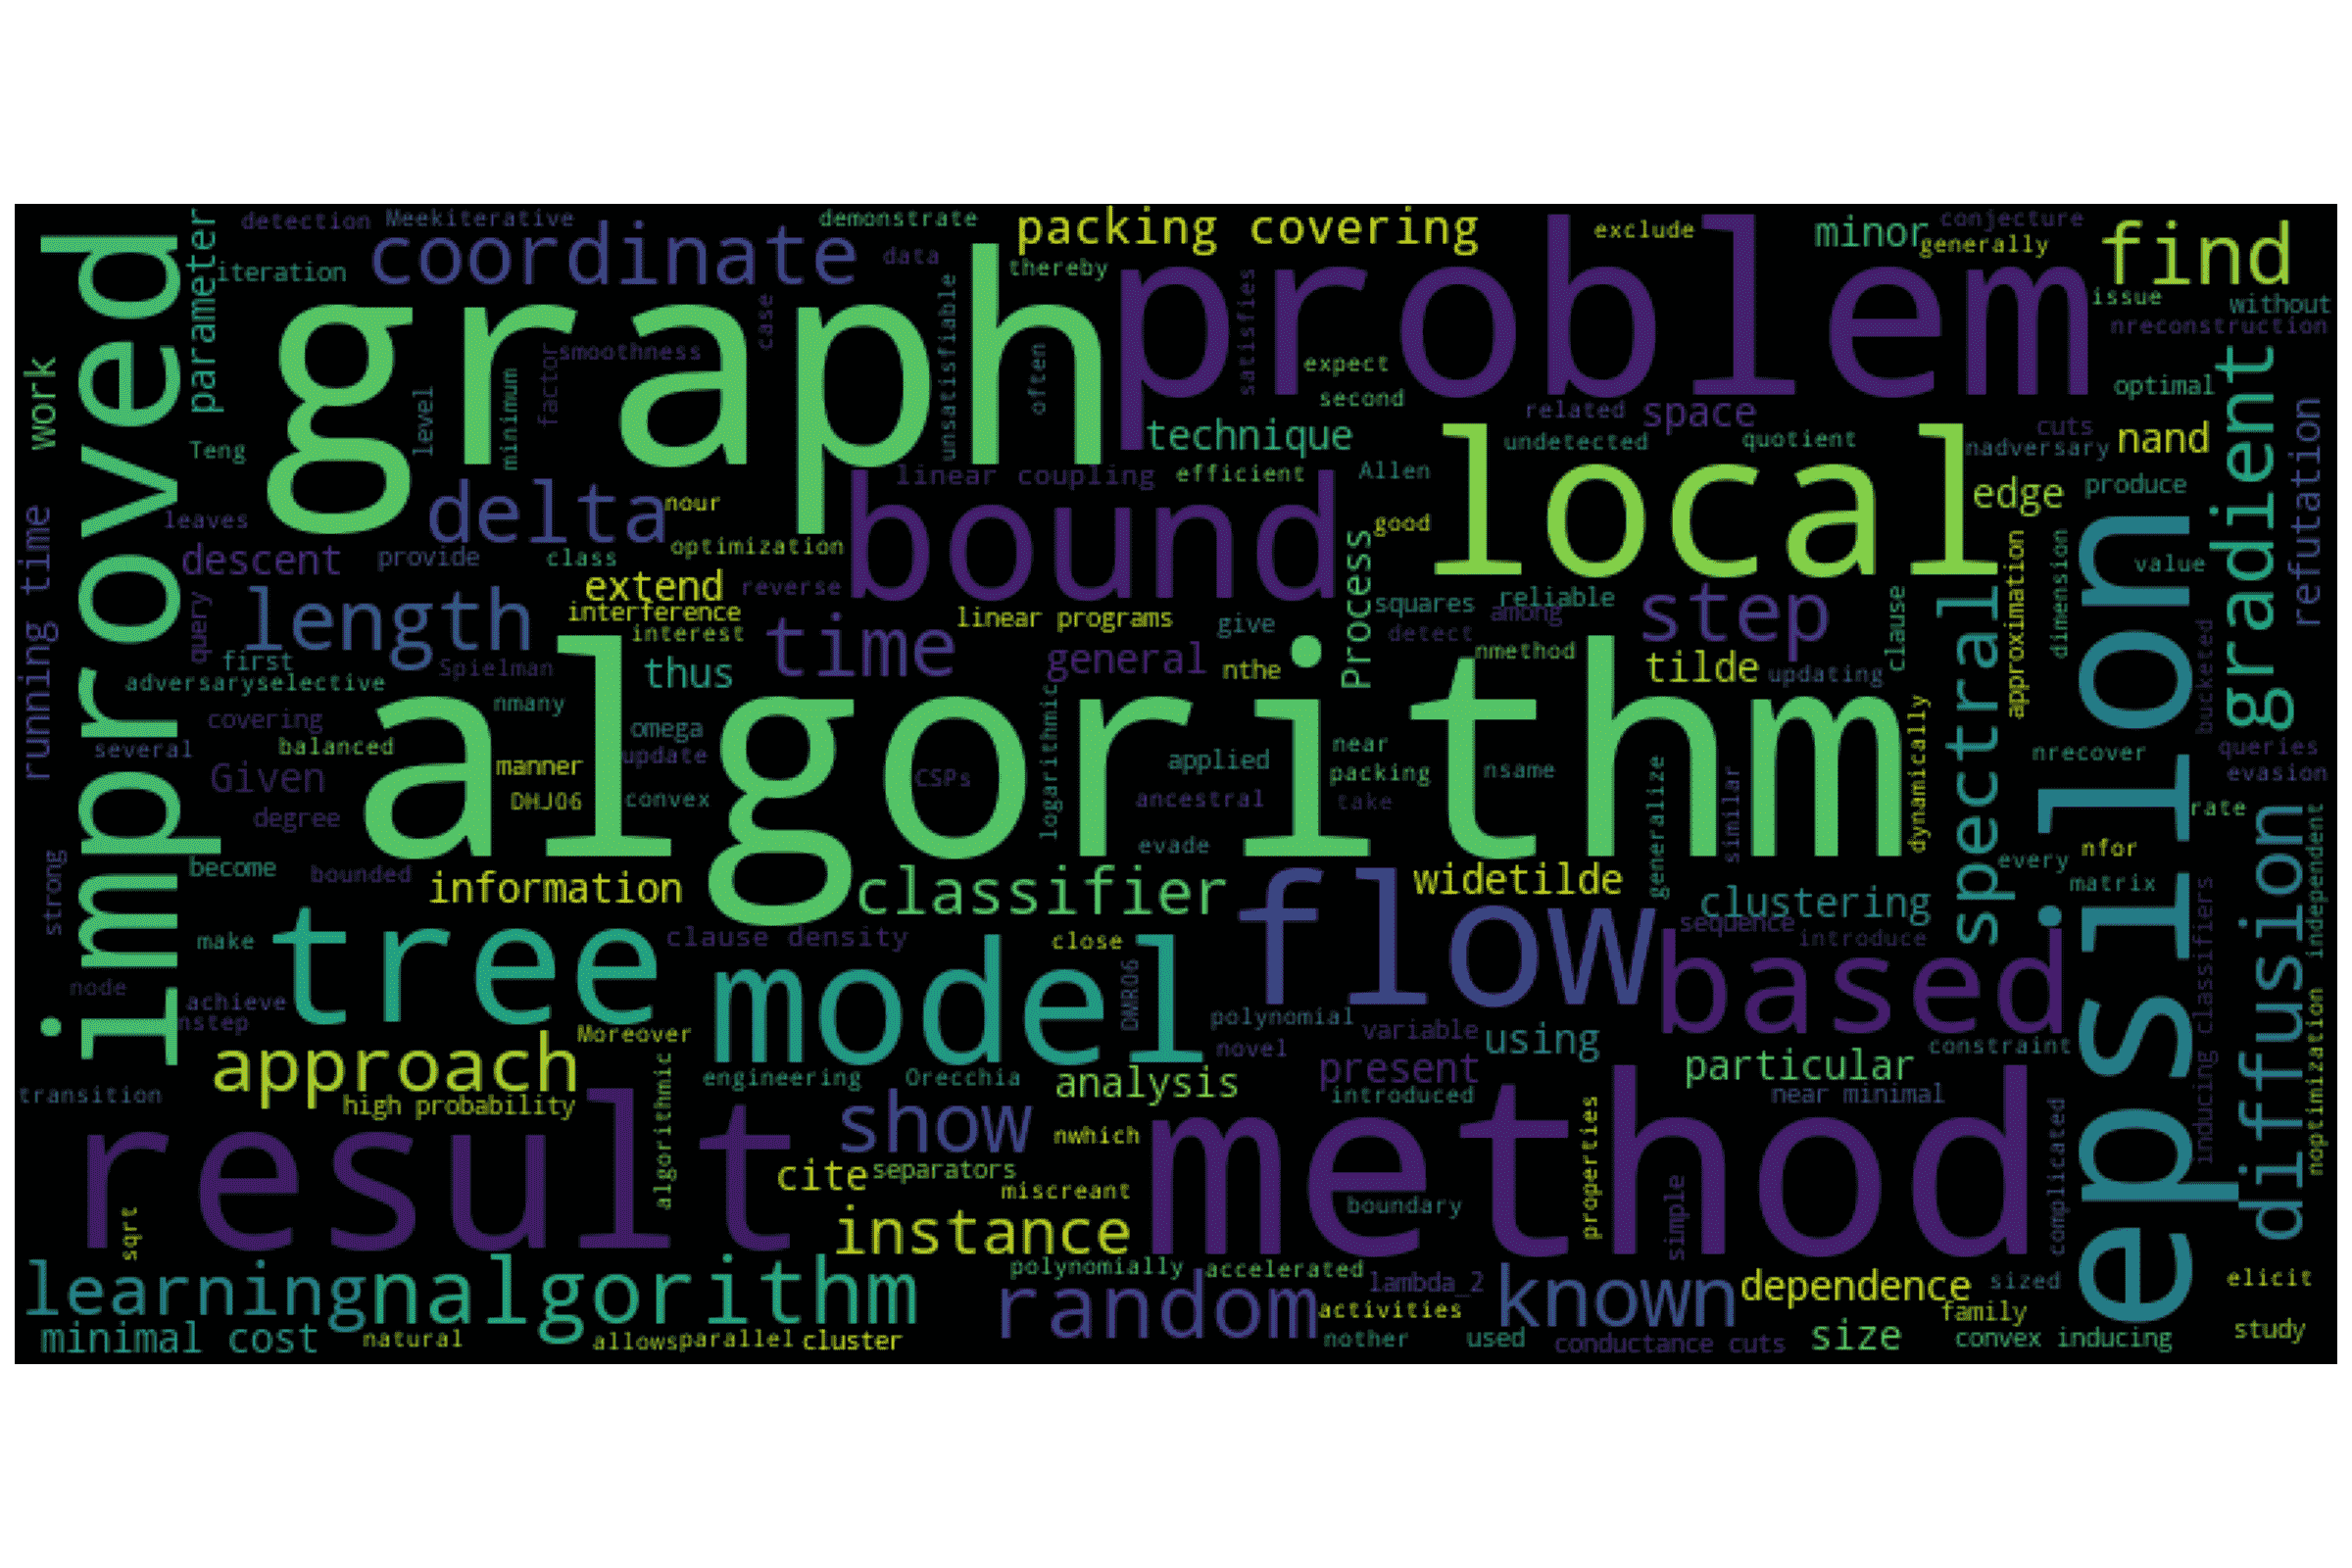 detection Meekiterative demonstrate packing covering exclude minor conjecture generally find
improved parameter iteration coordinate data thereby issue without
graph problem nreconstruction
work case smoothness factor level minimum often unsatisfiable satisfies expect second optimal gradient
Teng technique related space undetected quotient cuts nadversary nand refutation
linear coupling efficient Allen local edge produce
leaves delta nour bound good
descent provide class optimization Process approximation dimension value
running time query length extend reverse interference interest linear programs squares reliable among step clause spectral epsilon
first Spielman thus time general give detect nmethod tilde updating bucketed
adversaryselective nmany nthe
covering several balanced omega update manner algorithm near applied dynamically nrecover queries
Given DHJ06 convex CSPs logarithmic packing nsame evasion
degree ancestral take generalize similar rate
strong become bounded evade every nfor independent
information classifier flow widetilde clustering matrix diffusion
make tree clause density close sequence introduce inducing classifiers
node achieve model DMR06 based
nstep Moreover polynomial variable using constraint noptimization
approach novel present particular
transition high probability engineering Orecchia analysis introduced near minimal
result algorithmic show nwhich method properties complicated
cite separators miscreant boundary simple
sqrt instance
learning nalgorithm polynomially accelerated lambda_2 known dependence sized elicit
random activities family
minimal cost natural allows parallel cluster nother used conductance cuts size convex inducing study